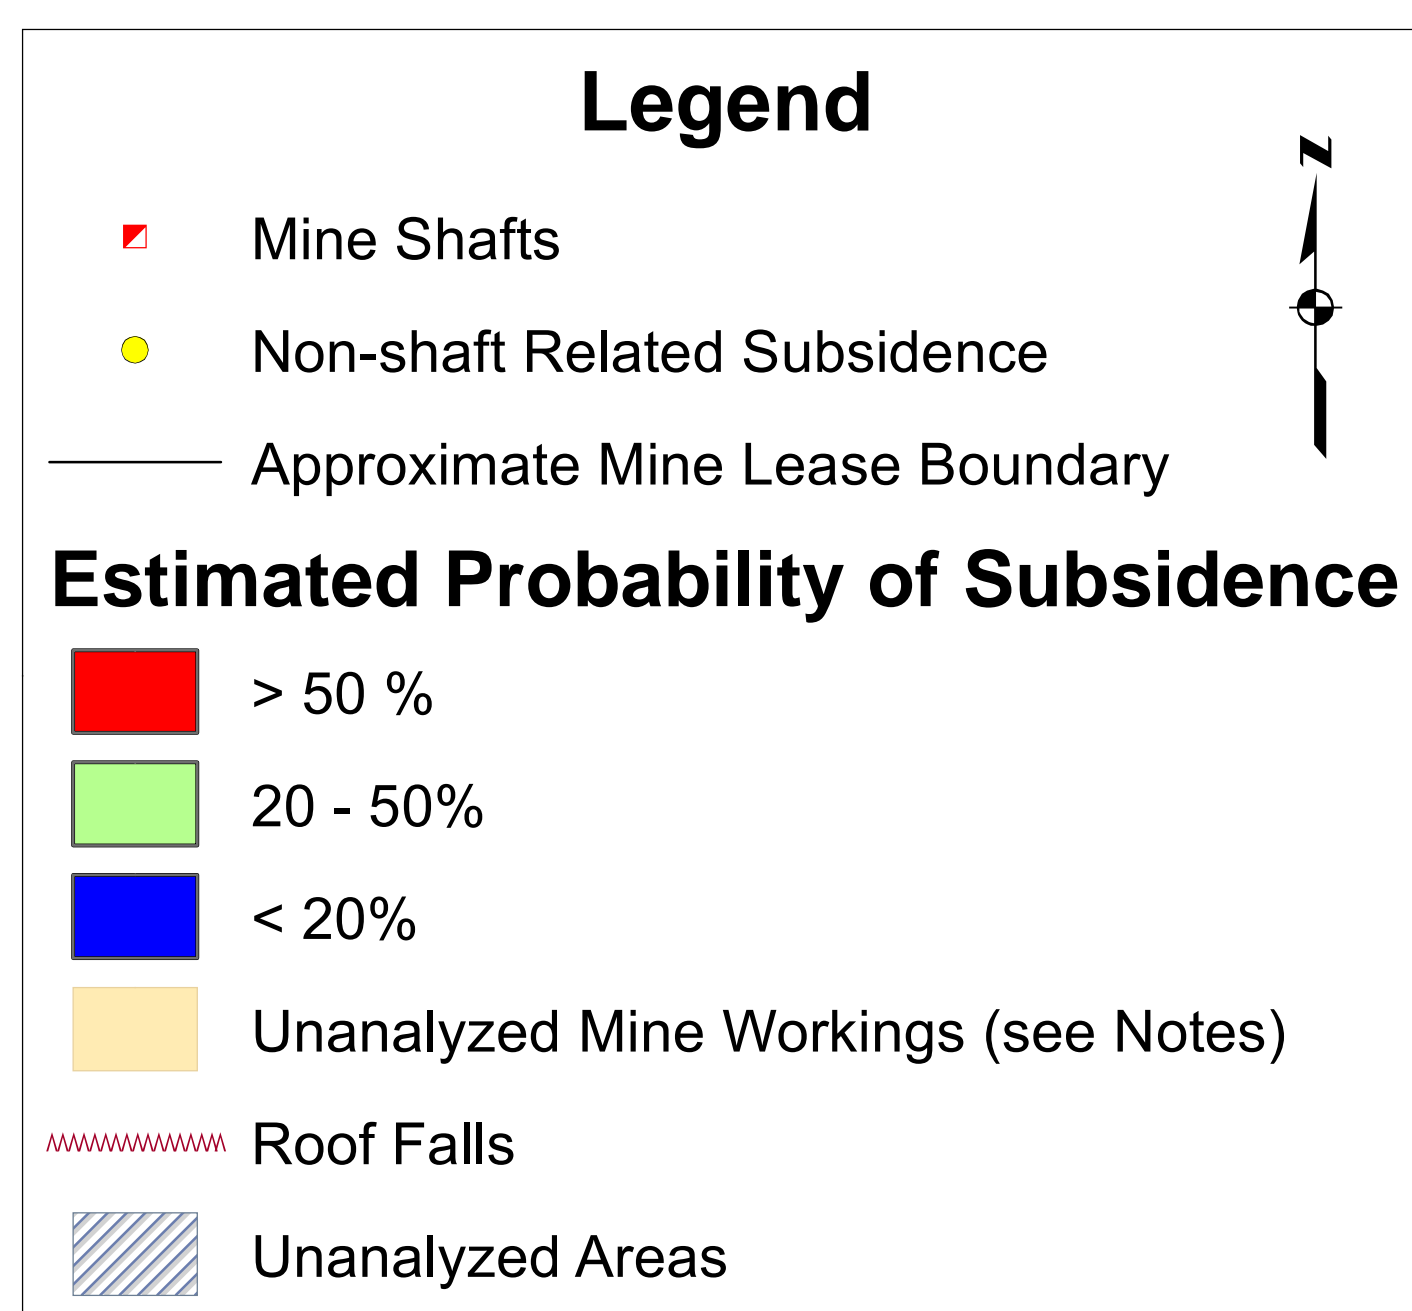 Legend
N
Mine Shafts
Non-shaft Related Subsidence
Approximate Mine Lease Boundary
Estimated Probability of Subsidence
> 50 %
20 - 50%
< 20%
Unanalyzed Mine Workings (see Notes)
Roof Falls
Unanalyzed Areas